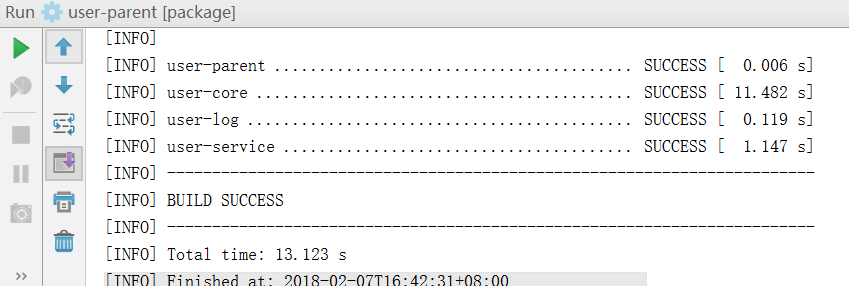 Run user-parent [package]
[INFO]
[INFO] user-parent ........................................ SUCCESS [  0.006 s]
[INFO] user-core .......................................... SUCCESS [ 11.482 s]
[INFO] user-log ........................................... SUCCESS [  0.119 s]
[INFO] user-service ....................................... SUCCESS [  1.147 s]
[INFO] ------------------------------------------------------------------------
[INFO] BUILD SUCCESS
[INFO] ------------------------------------------------------------------------
[INFO] Total time: 13.123 s
[INFO] Finished at: 2018-02-07T16:42:31+08:00